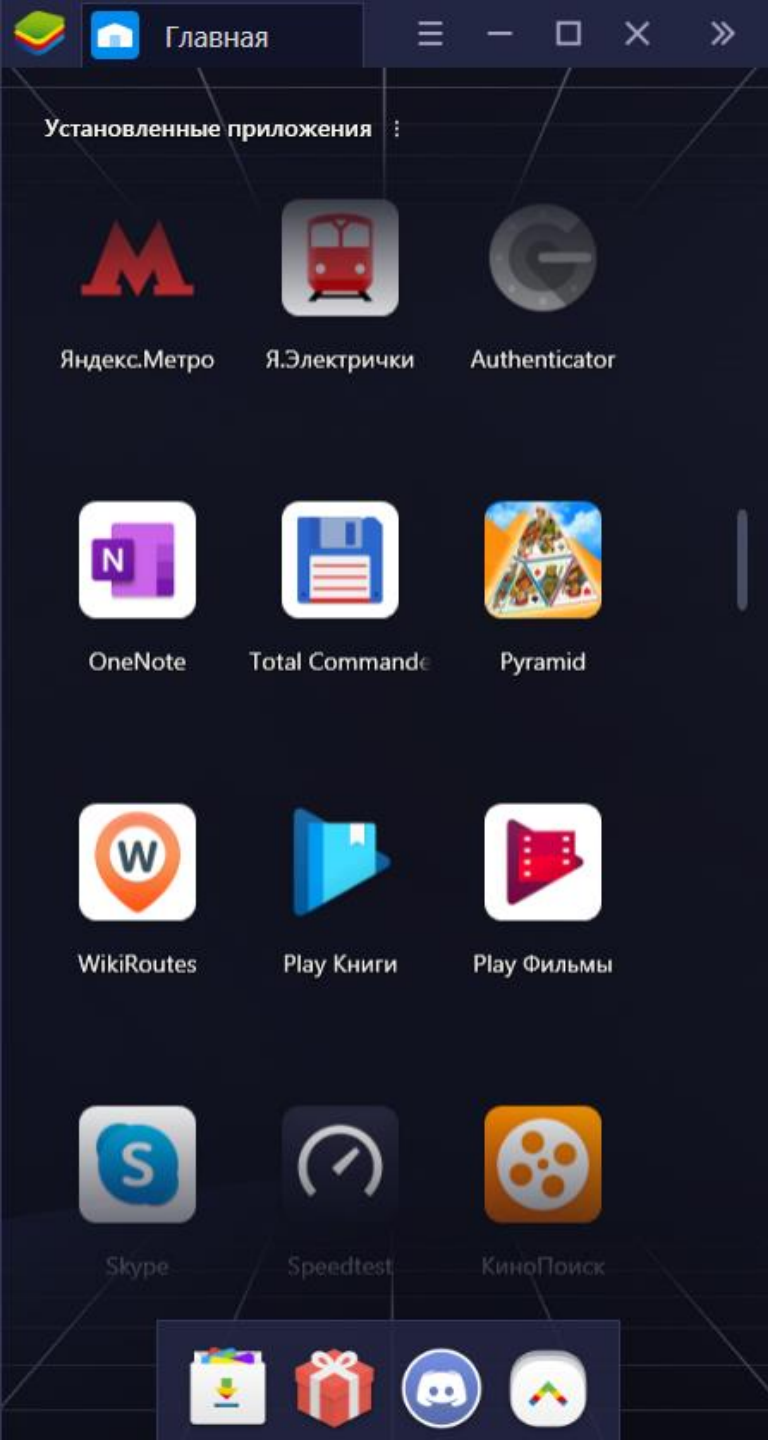 Главная
Установленные приложения
Яндекс.Метро
Я.Электрички
Authenticator
N
OneNote
Total Commande
Pyramid
W
WikiRoutes
Play Книги
Play Фильмы
S
Skype
Speedtest
КиноПоиск